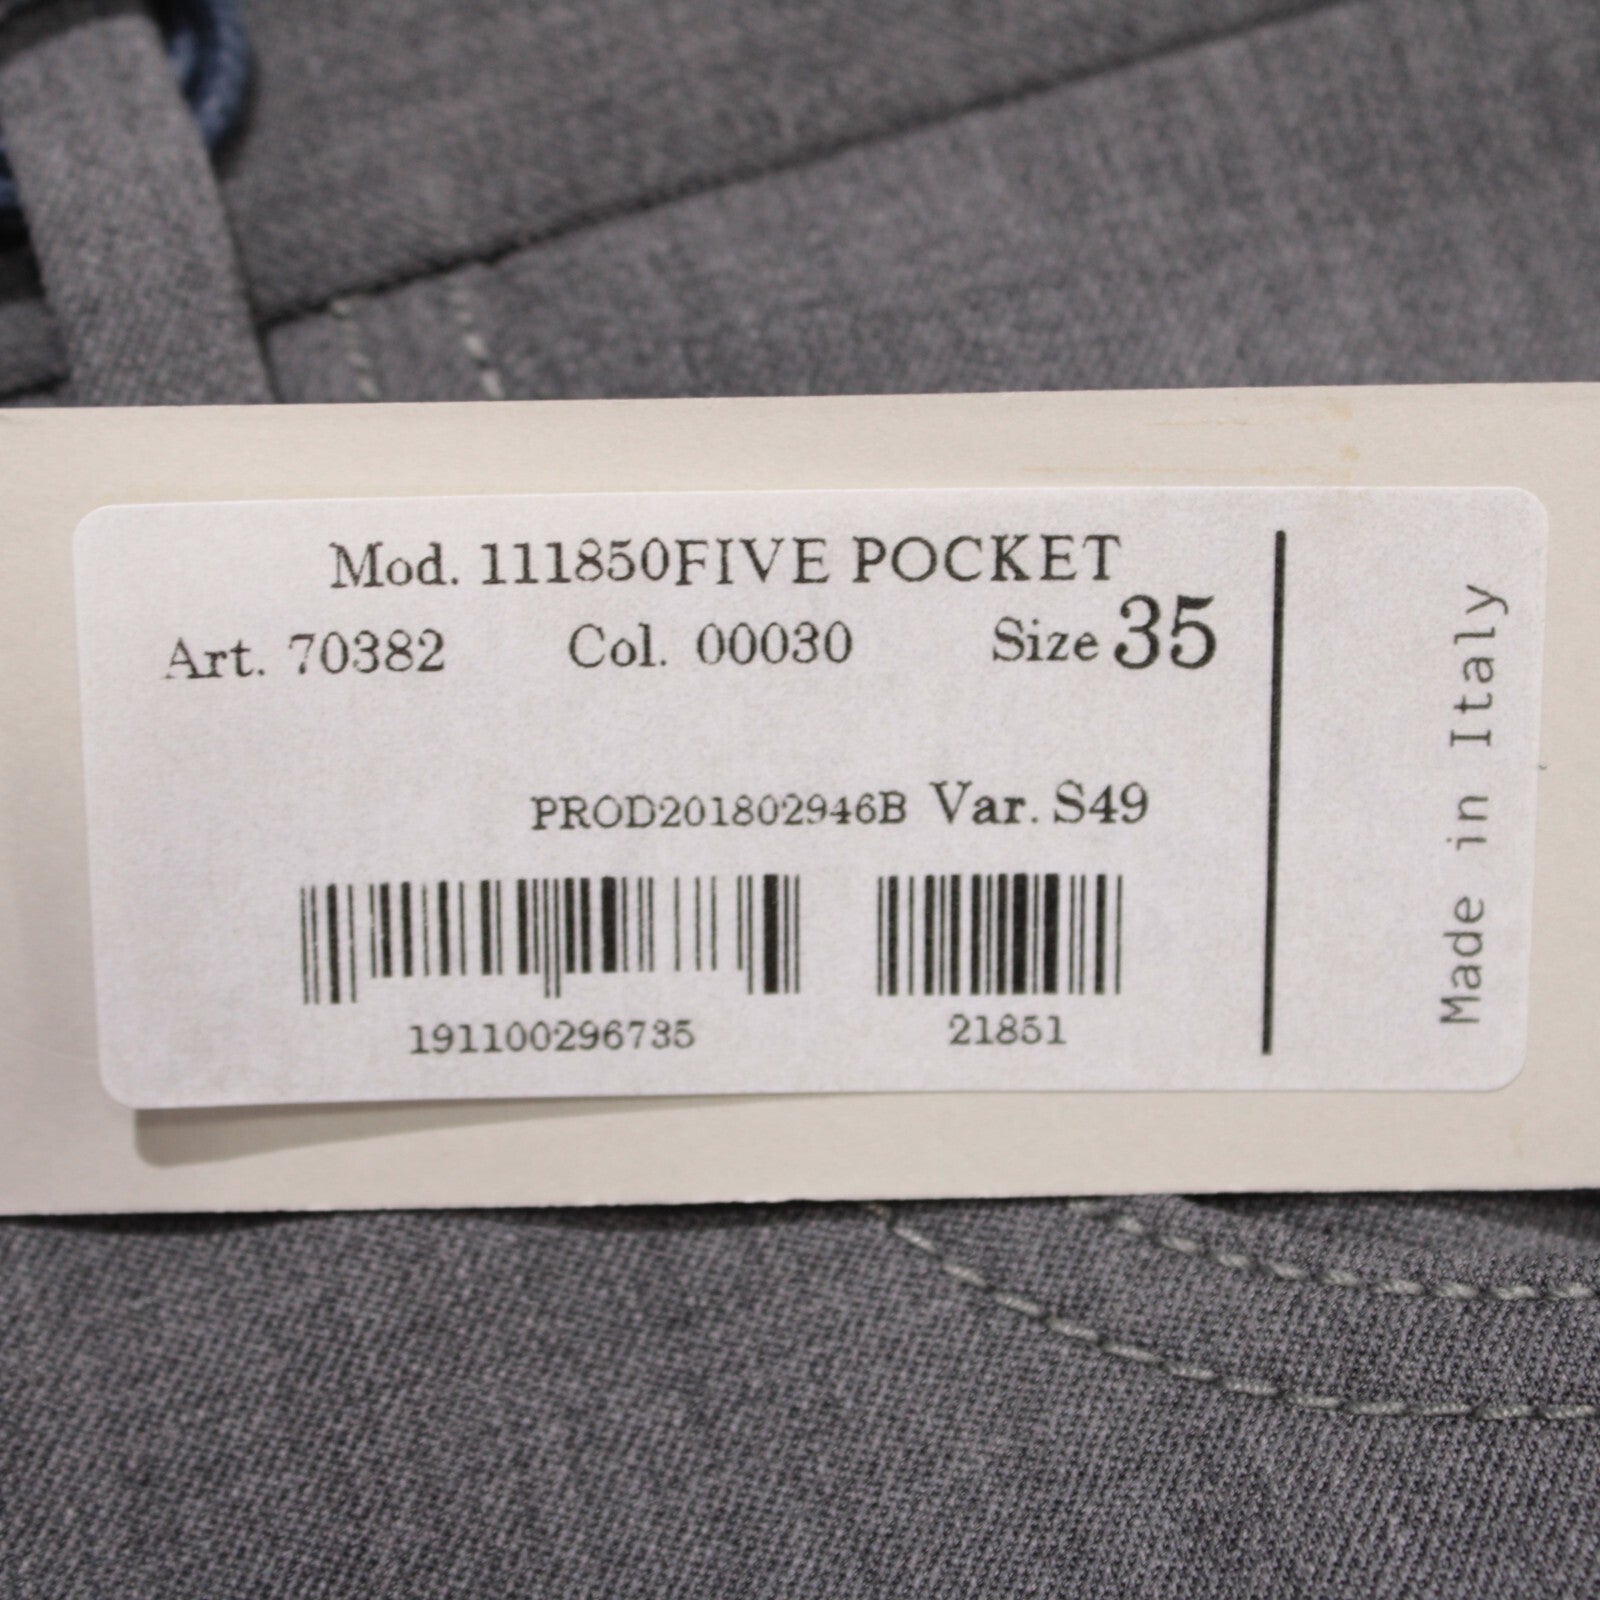 Mod. 111850FIVE POCKET
Art. 70382 Col. 00030 Size 35
PROD201802946B Var. S49
191100296735 21851
Made in Italy